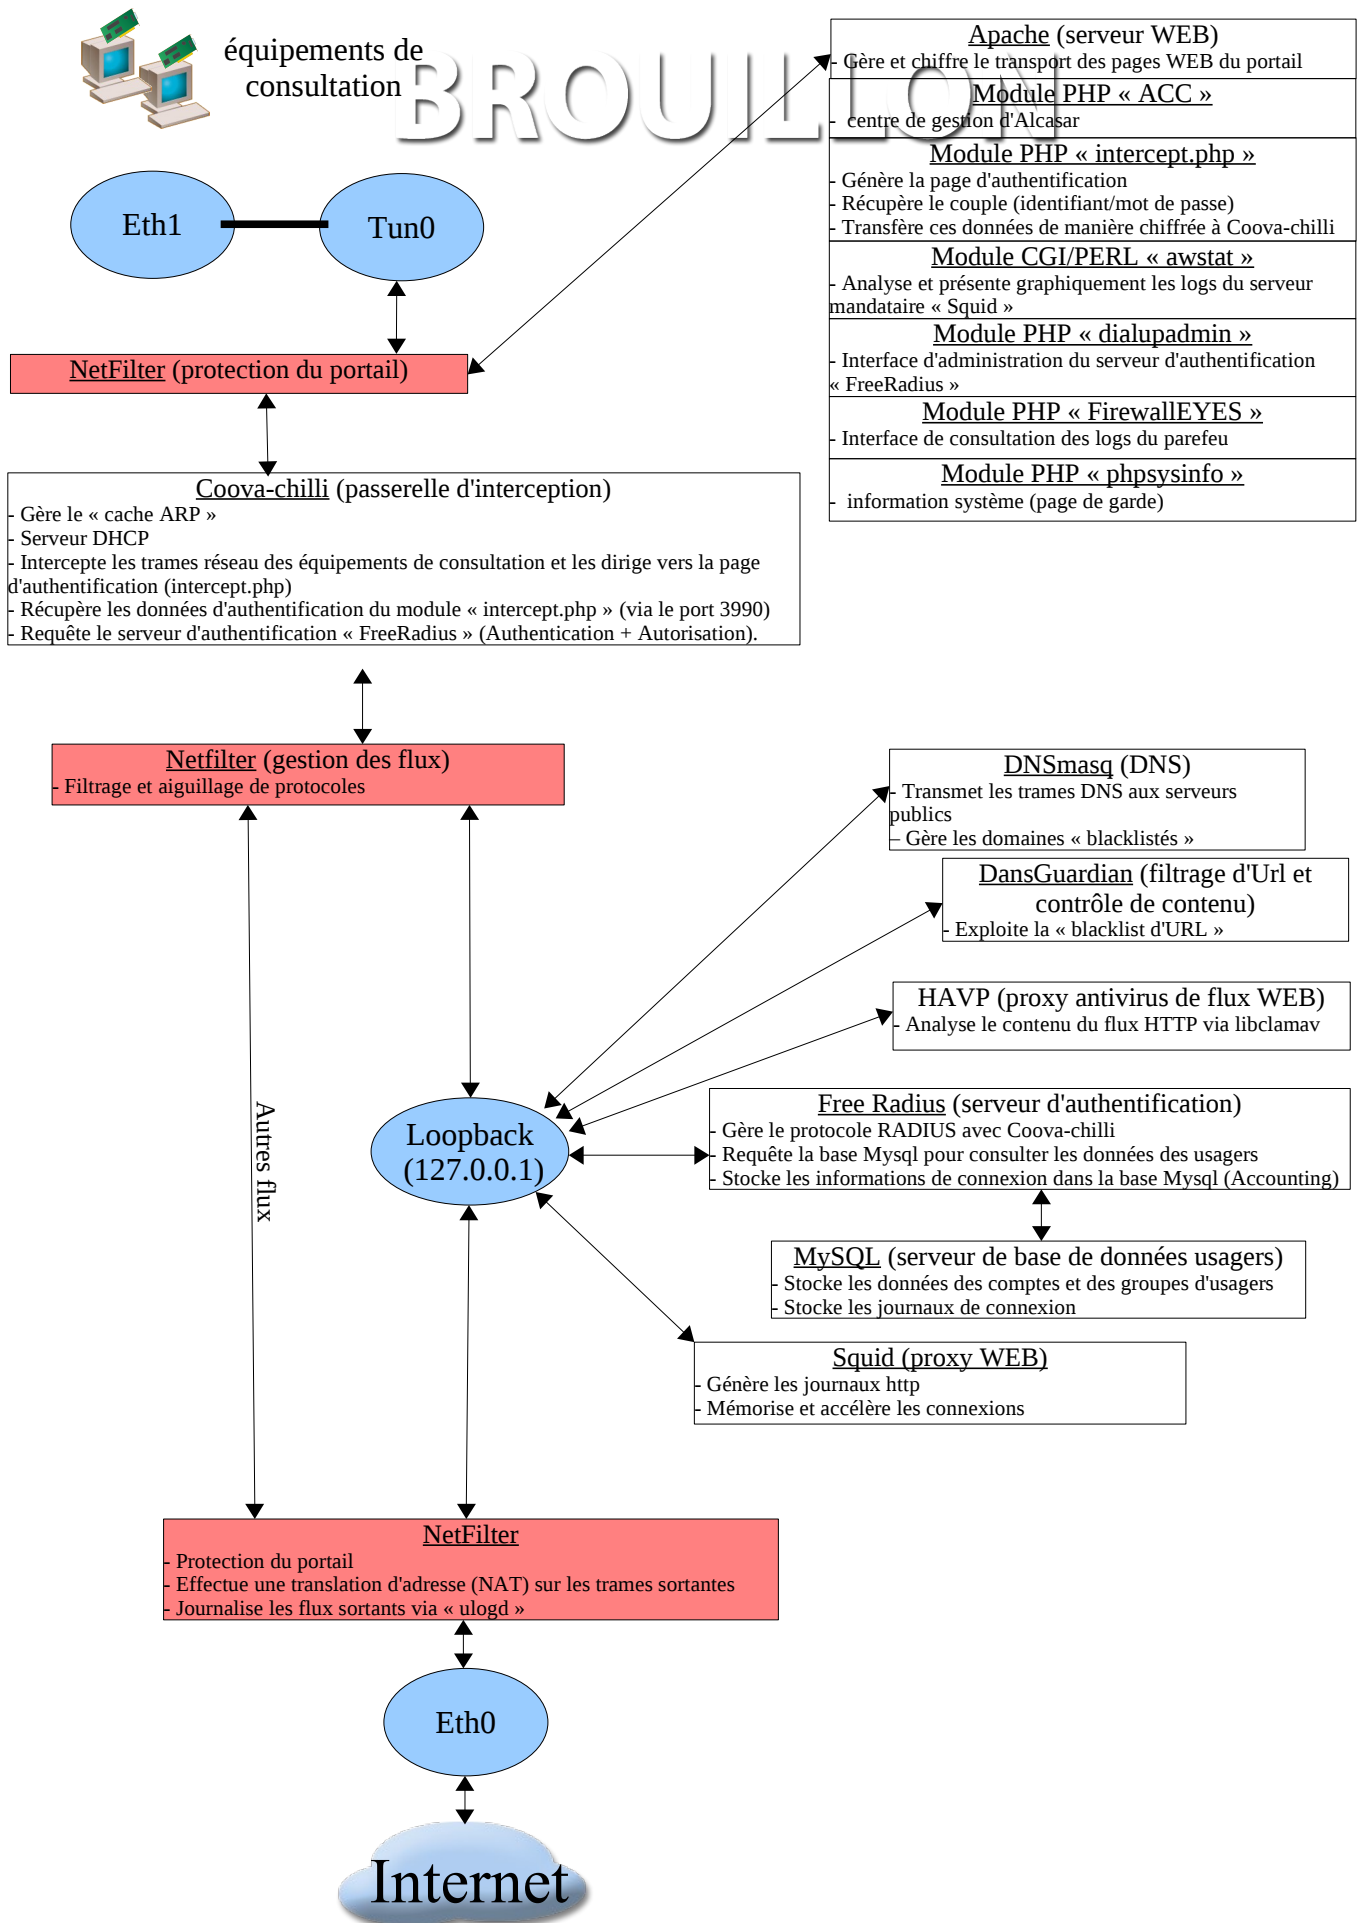 équipements de
consultation
BROUILLON
Apache (serveur WEB)
- Gère et chiffre le transport des pages WEB du portail
Module PHP « ACC »
- centre de gestion d'Alcasar
Module PHP « intercept.php »
- Génère la page d'authentification
- Récupère le couple (identifiant/mot de passe)
- Transfère ces données de manière chiffrée à Coova-chilli
Module CGI/PERL « awstat »
- Analyse et présente graphiquement les logs du serveur
mandataire « Squid »
Module PHP « dialupadmin »
- Interface d'administration du serveur d'authentification
« FreeRadius »
Module PHP « FirewallEYES »
- Interface de consultation des logs du parefeu
Module PHP « phpsysinfo »
- information système (page de garde)
Eth1
Tun0
NetFilter (protection du portail)
Coova-chilli (passerelle d'interception)
- Gère le « cache ARP »
- Serveur DHCP
- Intercepte les trames réseau des équipements de consultation et les dirige vers la page
d'authentification (intercept.php)
- Récupère les données d'authentification du module « intercept.php » (via le port 3990)
- Requête le serveur d'authentification « FreeRadius » (Authentication + Autorisation).
Netfilter (gestion des flux)
- Filtrage et aiguillage de protocoles
DNSmasq (DNS)
- Transmet les trames DNS aux serveurs
publics
– Gère les domaines « blacklistés »
DansGuardian (filtrage d'Url et
contrôle de contenu)
- Exploite la « blacklist d'URL »
HAVP (proxy antivirus de flux WEB)
- Analyse le contenu du flux HTTP via libclamav
Autres flux
Loopback
(127.0.0.1)
Free Radius (serveur d'authentification)
- Gère le protocole RADIUS avec Coova-chilli
- Requête la base Mysql pour consulter les données des usagers
- Stocke les informations de connexion dans la base Mysql (Accounting)
MySQL (serveur de base de données usagers)
- Stocke les données des comptes et des groupes d'usagers
- Stocke les journaux de connexion
Squid (proxy WEB)
- Génère les journaux http
- Mémorise et accélère les connexions
NetFilter
- Protection du portail
- Effectue une translation d'adresse (NAT) sur les trames sortantes
- Journalise les flux sortants via « ulogd »
Eth0
Internet